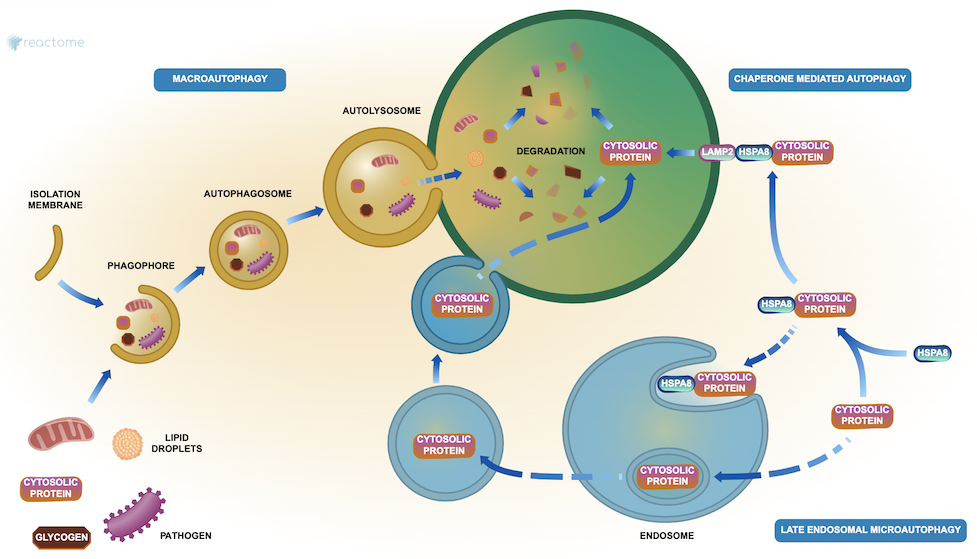 reactome
MACROAUTOPHAGY
CHAPERONE MEDIATED AUTOPHAGY
AUTOLYSOSOME
DEGRADATION
CYTOSOLIC
PROTEIN
LAMP2
HSPA8
CYTOSOLIC
PROTEIN
ISOLATION
MEMBRANE
AUTOPHAGOSOME
PHAGOPHORE
CYTOSOLIC
PROTEIN
HSPA8
CYTOSOLIC
PROTEIN
HSPA8
HSPA8
CYTOSOLIC
PROTEIN
CYTOSOLIC
PROTEIN
LIPID
DROPLETS
CYTOSOLIC
PROTEIN
CYTOSOLIC
PROTEIN
CYTOSOLIC
PROTEIN
GLYCOGEN
PATHOGEN
ENDOSOME
LATE ENDOSOMAL MICROAUTOPHAGY